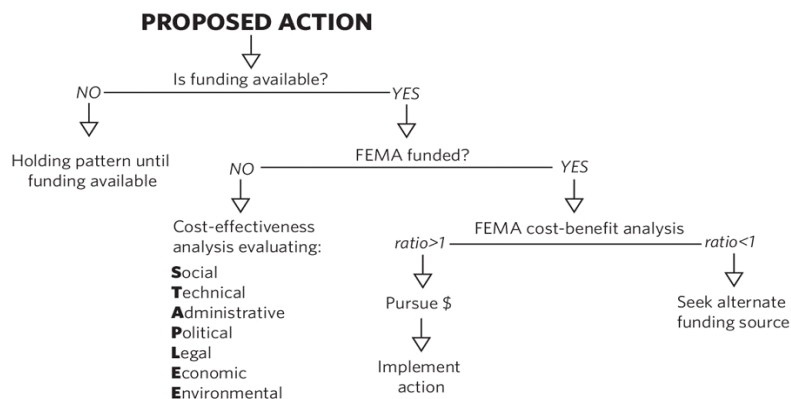 PROPOSED ACTION
Is funding available?
NO
YES
Holding pattern until
funding available
FEMA funded?
NO
YES
Cost-effectiveness
analysis evaluating:
Social
Technical
Administrative
Political
Legal
Economic
Environmental
FEMA cost-benefit analysis
ratio>1
ratio<1
Pursue $
Implement
action
Seek alternate
funding source